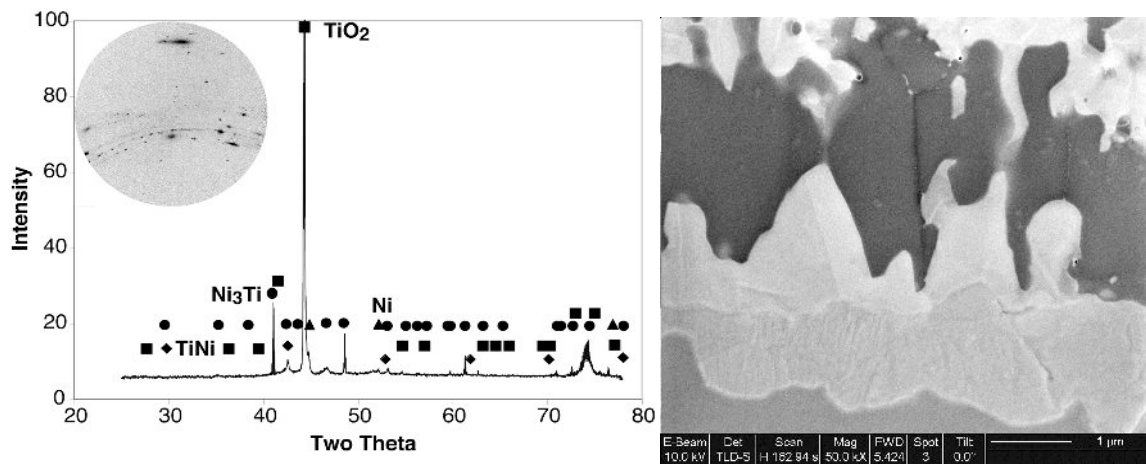 100
80
60
40
20
0
Intensity
TiO2
Ni3Ti
Ni
TiNi
20 30 40 50 60 70 80
Two Theta
E-Beam Det Scan Mag FWD Spot Tilt
10.0 kV TLD-S H 162.94 s 50.0 kX 5.424 3 0.0° 1 µm